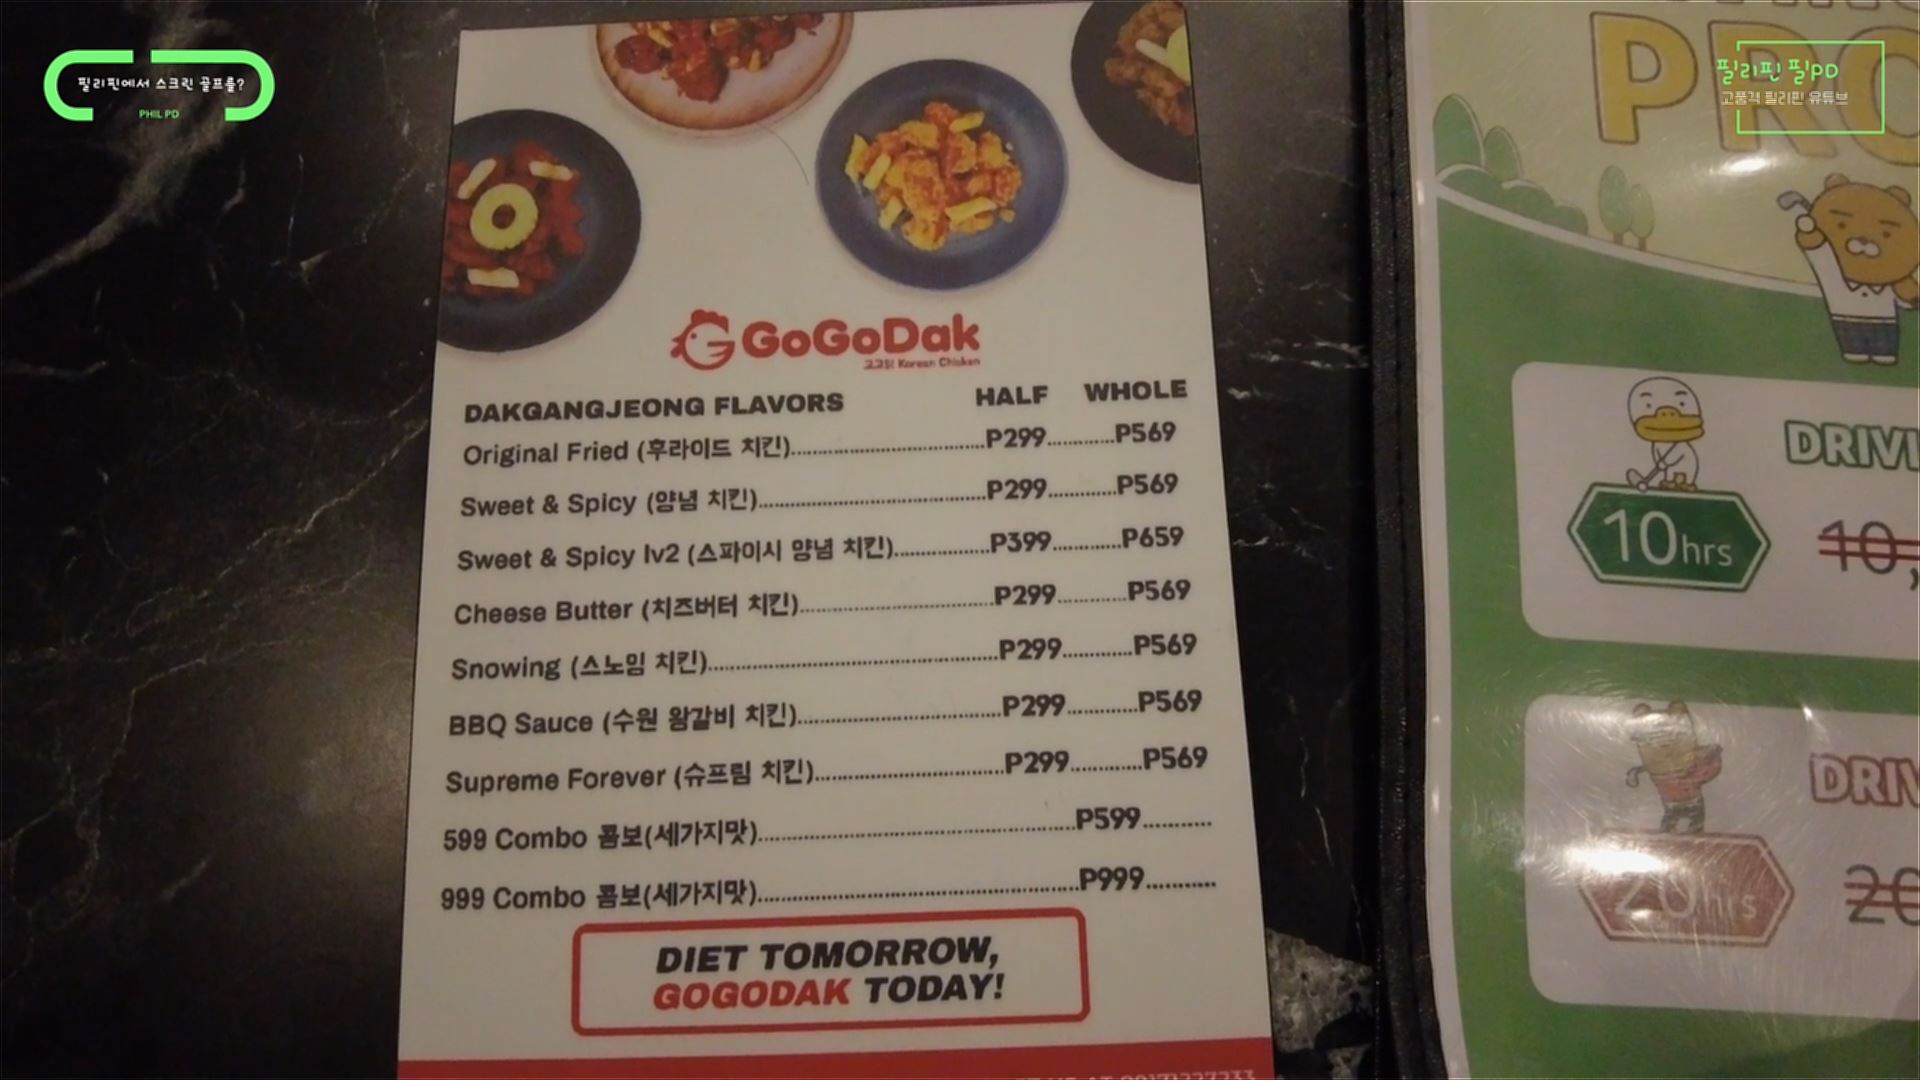 필리핀에서 스크린 골프를?
PHIL PD
필리핀 필PD
고품격 필리핀 유튜브
GoGoDak
고고닭 Korean Chicken
DAKGANGJEONG FLAVORS HALF WHOLE
Original Fried (후라이드 치킨) P299 P569
Sweet & Spicy (양념 치킨) P299 P569
Sweet & Spicy lv2 (스파이시 양념 치킨) P399 P659
Cheese Butter (치즈버터 치킨) P299 P569
Snowing (스노잉 치킨) P299 P569
BBQ Sauce (수원 왕갈비 치킨) P299 P569
Supreme Forever (슈프림 치킨) P299 P569
599 Combo 콤보(세가지맛) P599
999 Combo 콤보(세가지맛) P999
DIET TOMORROW,
GOGODAK TODAY!
PRO
DRIVI
10hrs
10,
DRIV
20hrs
20